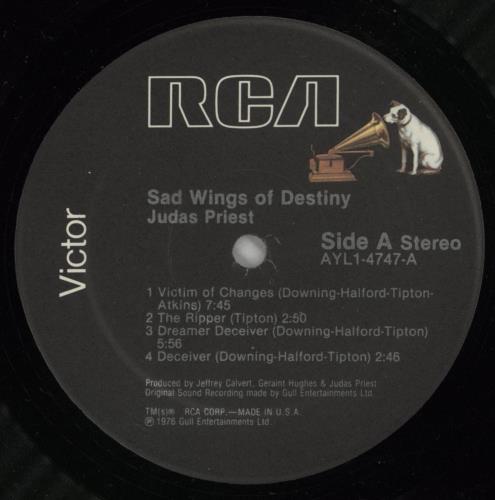 RCA
Victor
Sad Wings of Destiny
Judas Priest
Side A Stereo
AYL1-4747-A
1 Victim of Changes (Downing-Halford-Tipton-
Atkins) 7:45
2 The Ripper (Tipton) 2:50
3 Dreamer Deceiver (Downing-Halford-Tipton)
5:56
4 Deceiver (Downing-Halford-Tipton) 2:46
Produced by Jeffrey Calvert, Geraint Hughes & Judas Priest
Original Sound Recording made by Gull Entertainments Ltd.
TM(s)® RCA CORP.—MADE IN U.S.A.
℗ 1976 Gull Entertainments Ltd.